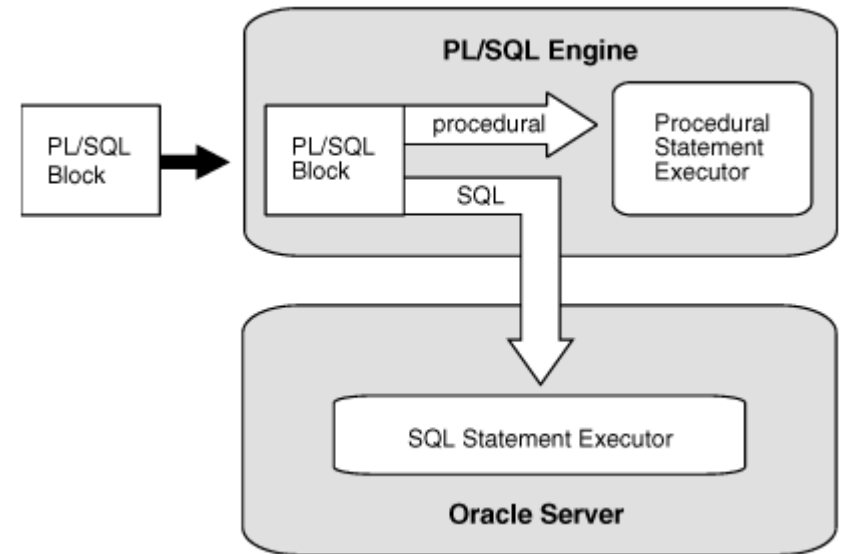 PL/SQL Engine
PL/SQL
Block
PL/SQL
Block
procedural
SQL
Procedural
Statement
Executor
SQL Statement Executor
Oracle Server